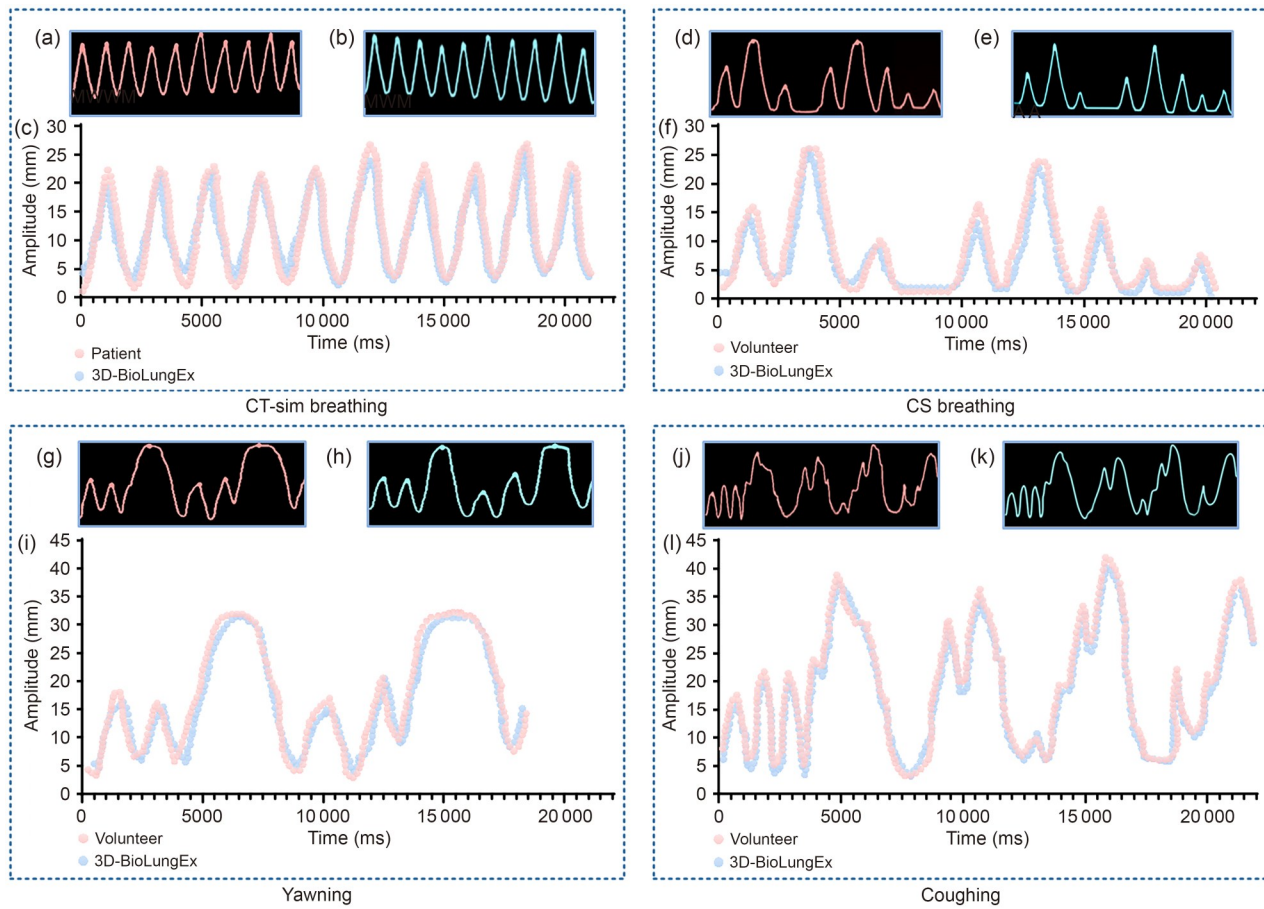 (a)
(b)
MWWM
MWM
(c)
30
25
20
15
10
5
0
Amplitude (mm)
0 5000 10 000 15 000 20 000
Time (ms)
Patient
3D-BioLungEx
CT-sim breathing
(d)
(e)
(f)
30
25
20
15
10
5
0
Amplitude (mm)
0 5000 10 000 15 000 20 000
Time (ms)
Volunteer
3D-BioLungEx
CS breathing
(g)
(h)
(i)
45
40
35
30
25
20
15
10
5
0
Amplitude (mm)
0 5000 10 000 15 000 20 000
Time (ms)
Volunteer
3D-BioLungEx
Yawning
(j)
(k)
(l)
45
40
35
30
25
20
15
10
5
0
Amplitude (mm)
0 5000 10 000 15 000 20 000
Time (ms)
Volunteer
3D-BioLungEx
Coughing